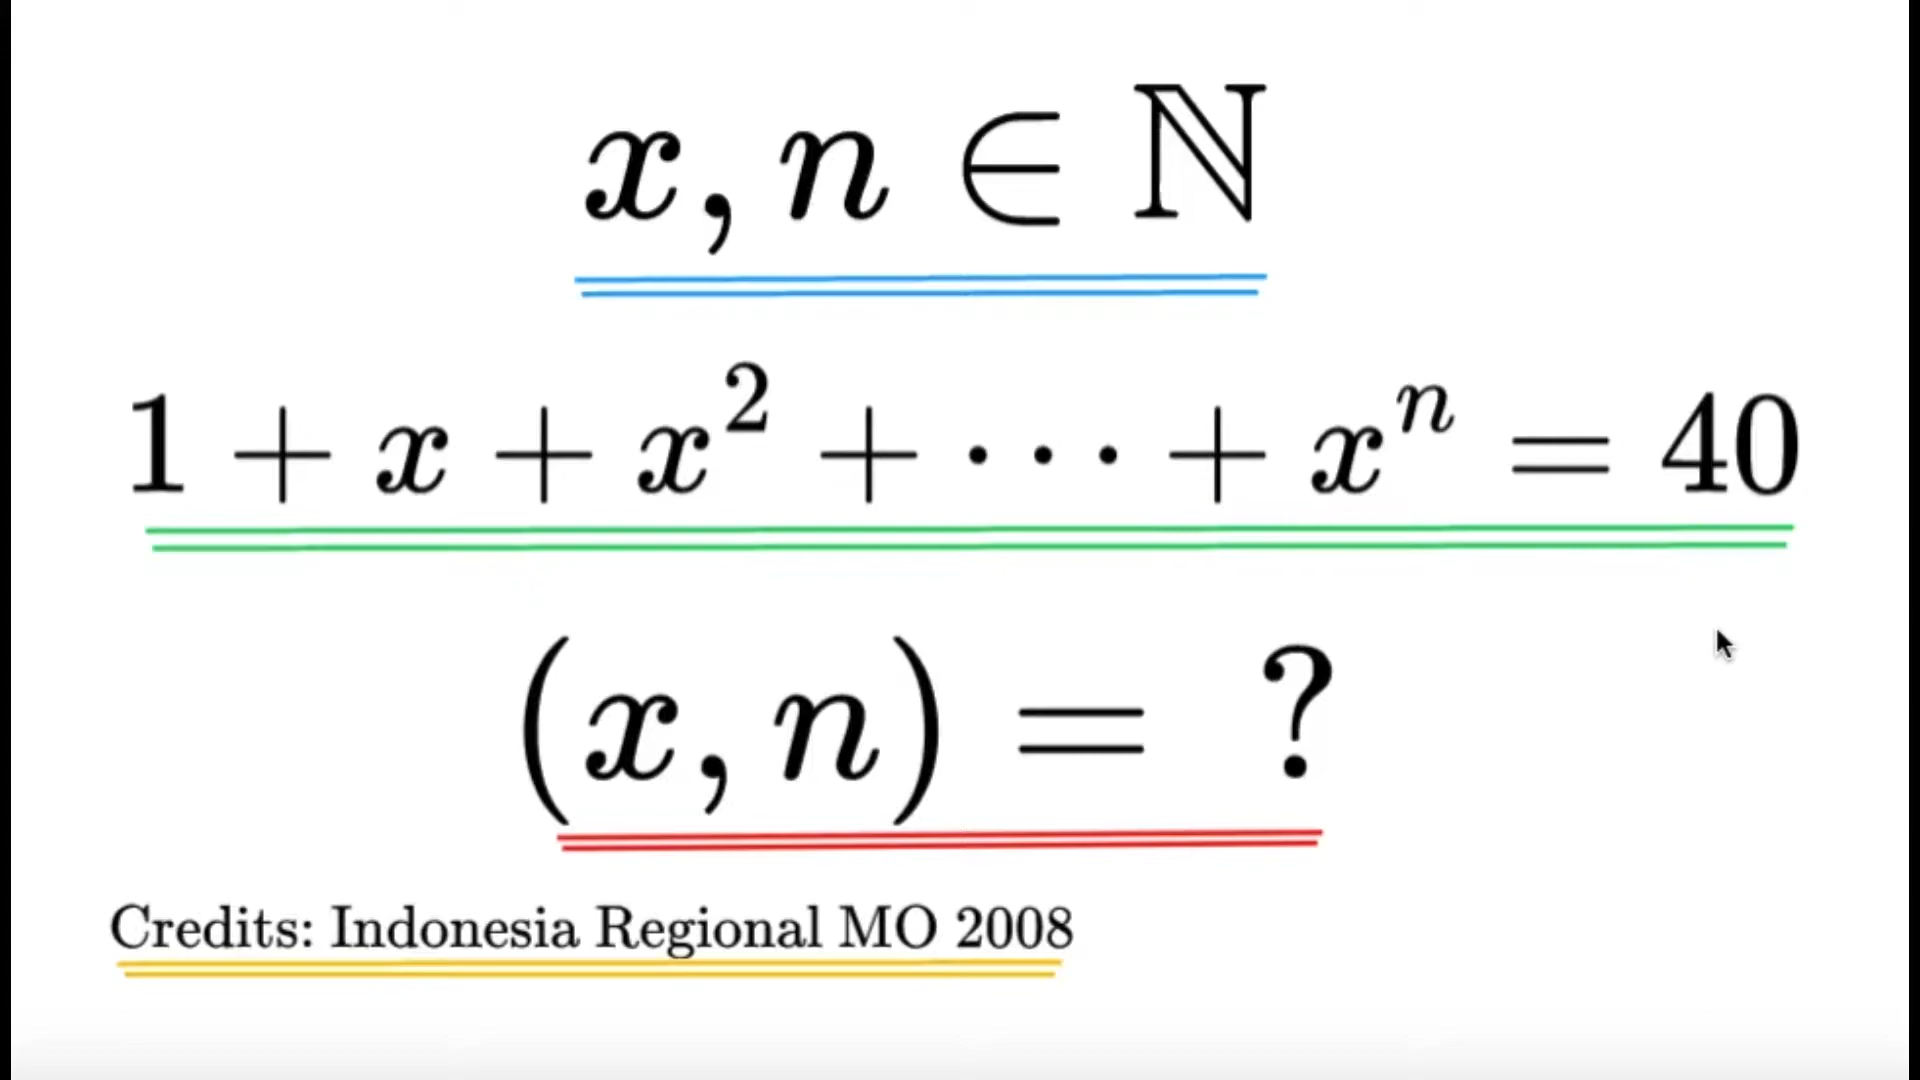 x, n ∈ ℕ
1 + x + x² + ··· + xⁿ = 40
(x, n) = ?
Credits: Indonesia Regional MO 2008